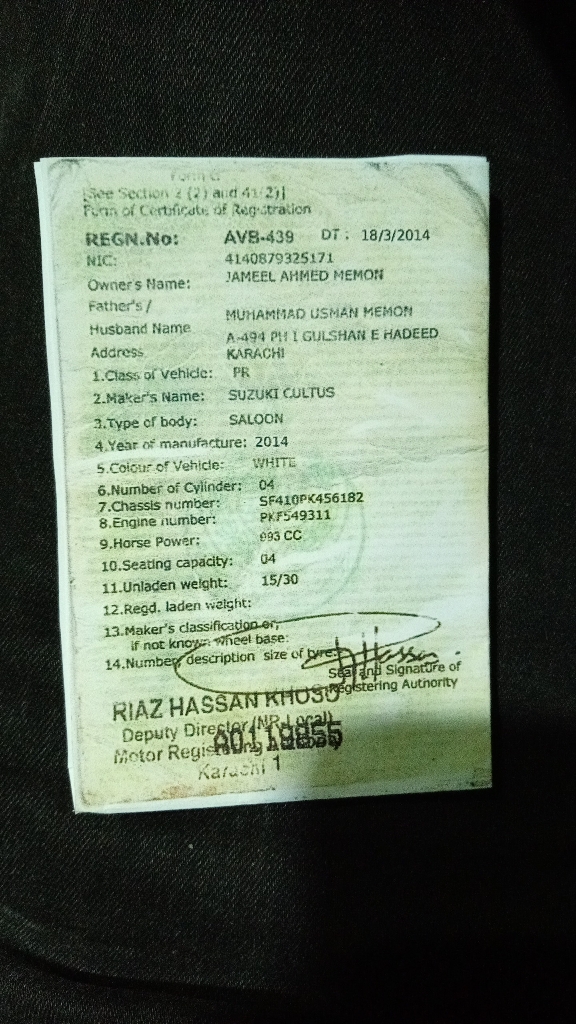 Form G
[See Section 2 (2) and 41(2)]
Form of Certificate of Registration
REGN.No: AVB-439 DT : 18/3/2014
NIC: 4140879325171
Owner's Name: JAMEEL AHMED MEMON
Father's /
Husband Name MUHAMMAD USMAN MEMON
Address A-494 PH I GULSHAN E HADEED
KARACHI
1.Class of Vehicle: PR
2.Maker's Name: SUZUKI CULTUS
3.Type of body: SALOON
4.Year of manufacture: 2014
5.Colour of Vehicle: WHITE
6.Number of Cylinder: 04
7.Chassis number: SF410PK456182
8.Engine number: PKF549311
9.Horse Power: 993 CC
10.Seating capacity: 04
11.Unladen weight: 15/30
12.Regd. laden weight:
13.Maker's classification or,
if not known wheel base:
14.Number, description size of tyre:
Seal and Signature of
Registering Authority
RIAZ HASSAN KHOSO
Deputy Director (NR Local)
A0119855
Motor Registering
Karachi 1